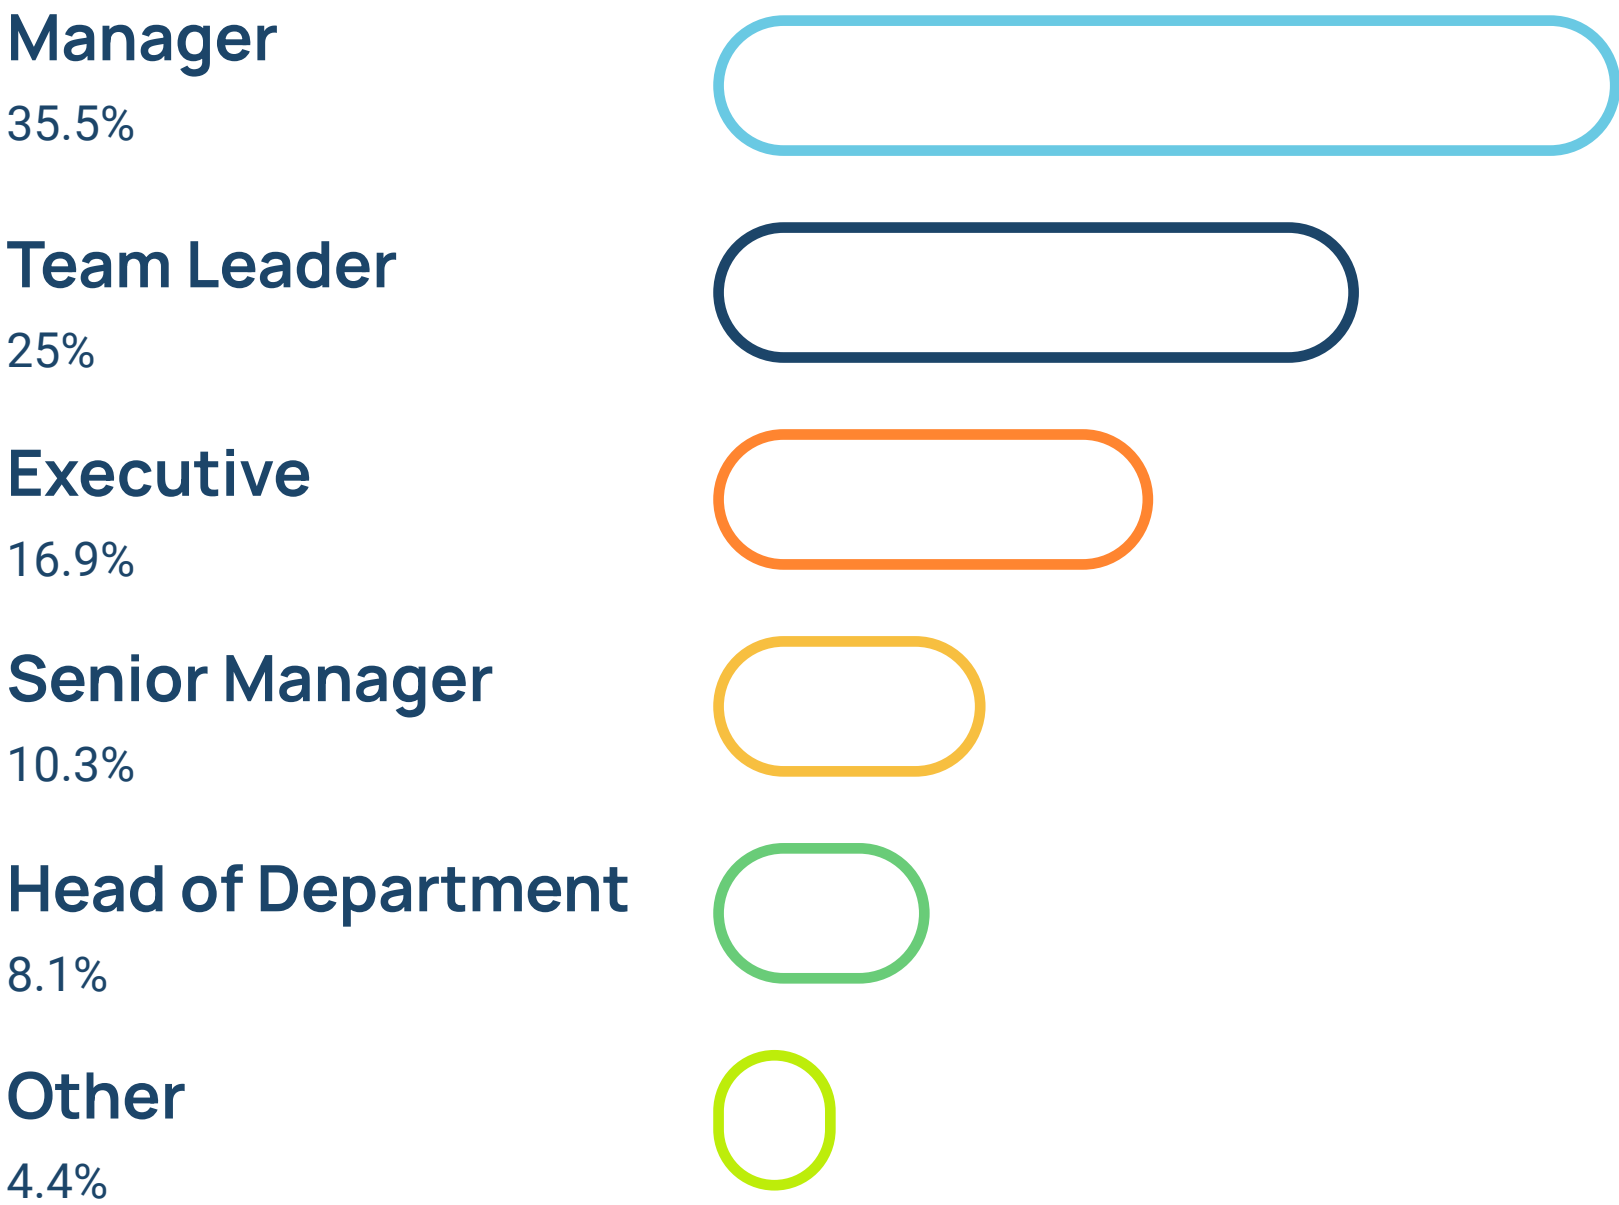 Manager
35.5%
Team Leader
25%
Executive
16.9%
Senior Manager
10.3%
Head of Department
8.1%
Other
4.4%